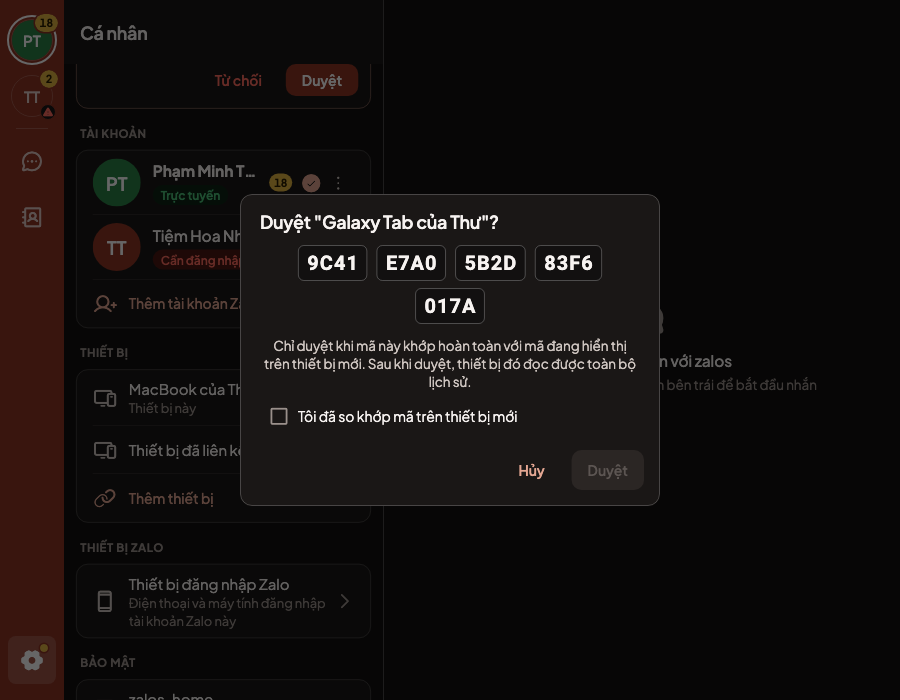 18
PT
2
TT
Cá nhân
Từ chối
Duyệt
TÀI KHOẢN
PT
Phạm Minh T...
18
Trực tuyến
TT
Tiệm Hoa Nh
Cần đăng nhập
Thêm tài khoản Za
THIẾT BỊ
MacBook của Th
Thiết bị này
Thiết bị đã liên kế
Thêm thiết bị
THIẾT BỊ ZALO
Thiết bị đăng nhập Zalo
Điện thoại và máy tính đăng nhập
tài khoản Zalo này
BẢO MẬT
zalos_home
Duyệt "Galaxy Tab của Thư"?
9C41 E7A0 5B2D 83F6
017A
Chỉ duyệt khi mã này khớp hoàn toàn với mã đang hiển thị
trên thiết bị mới. Sau khi duyệt, thiết bị đó đọc được toàn bộ
lịch sử.
Tôi đã so khớp mã trên thiết bị mới
Hủy
Duyệt
n với zalos
n bên trái để bắt đầu nhắn